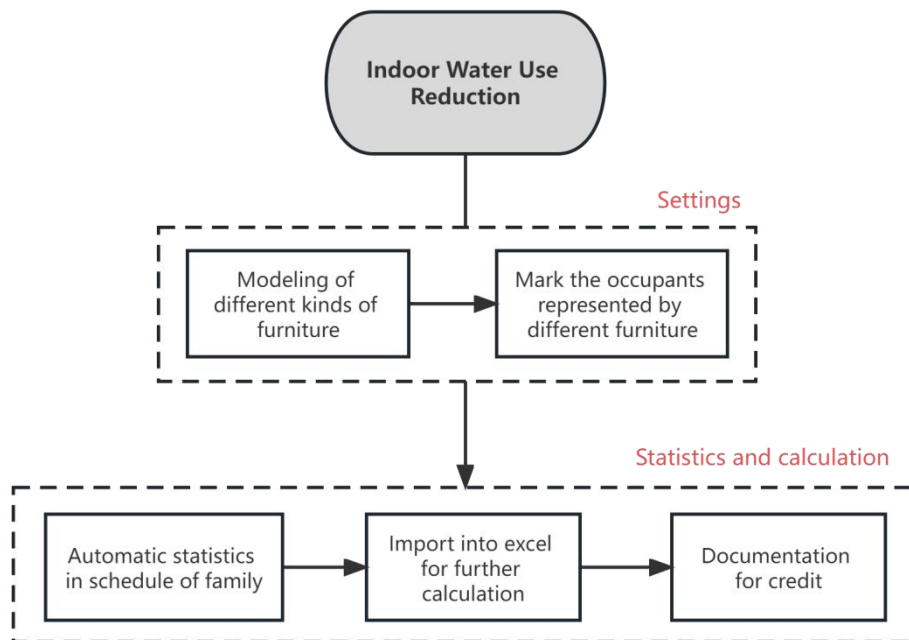 Indoor Water Use
Reduction
Settings
Modeling of
different kinds of
furniture
Mark the occupants
represented by
different furniture
Statistics and calculation
Automatic statistics
in schedule of family
Import into excel
for further
calculation
Documentation
for credit